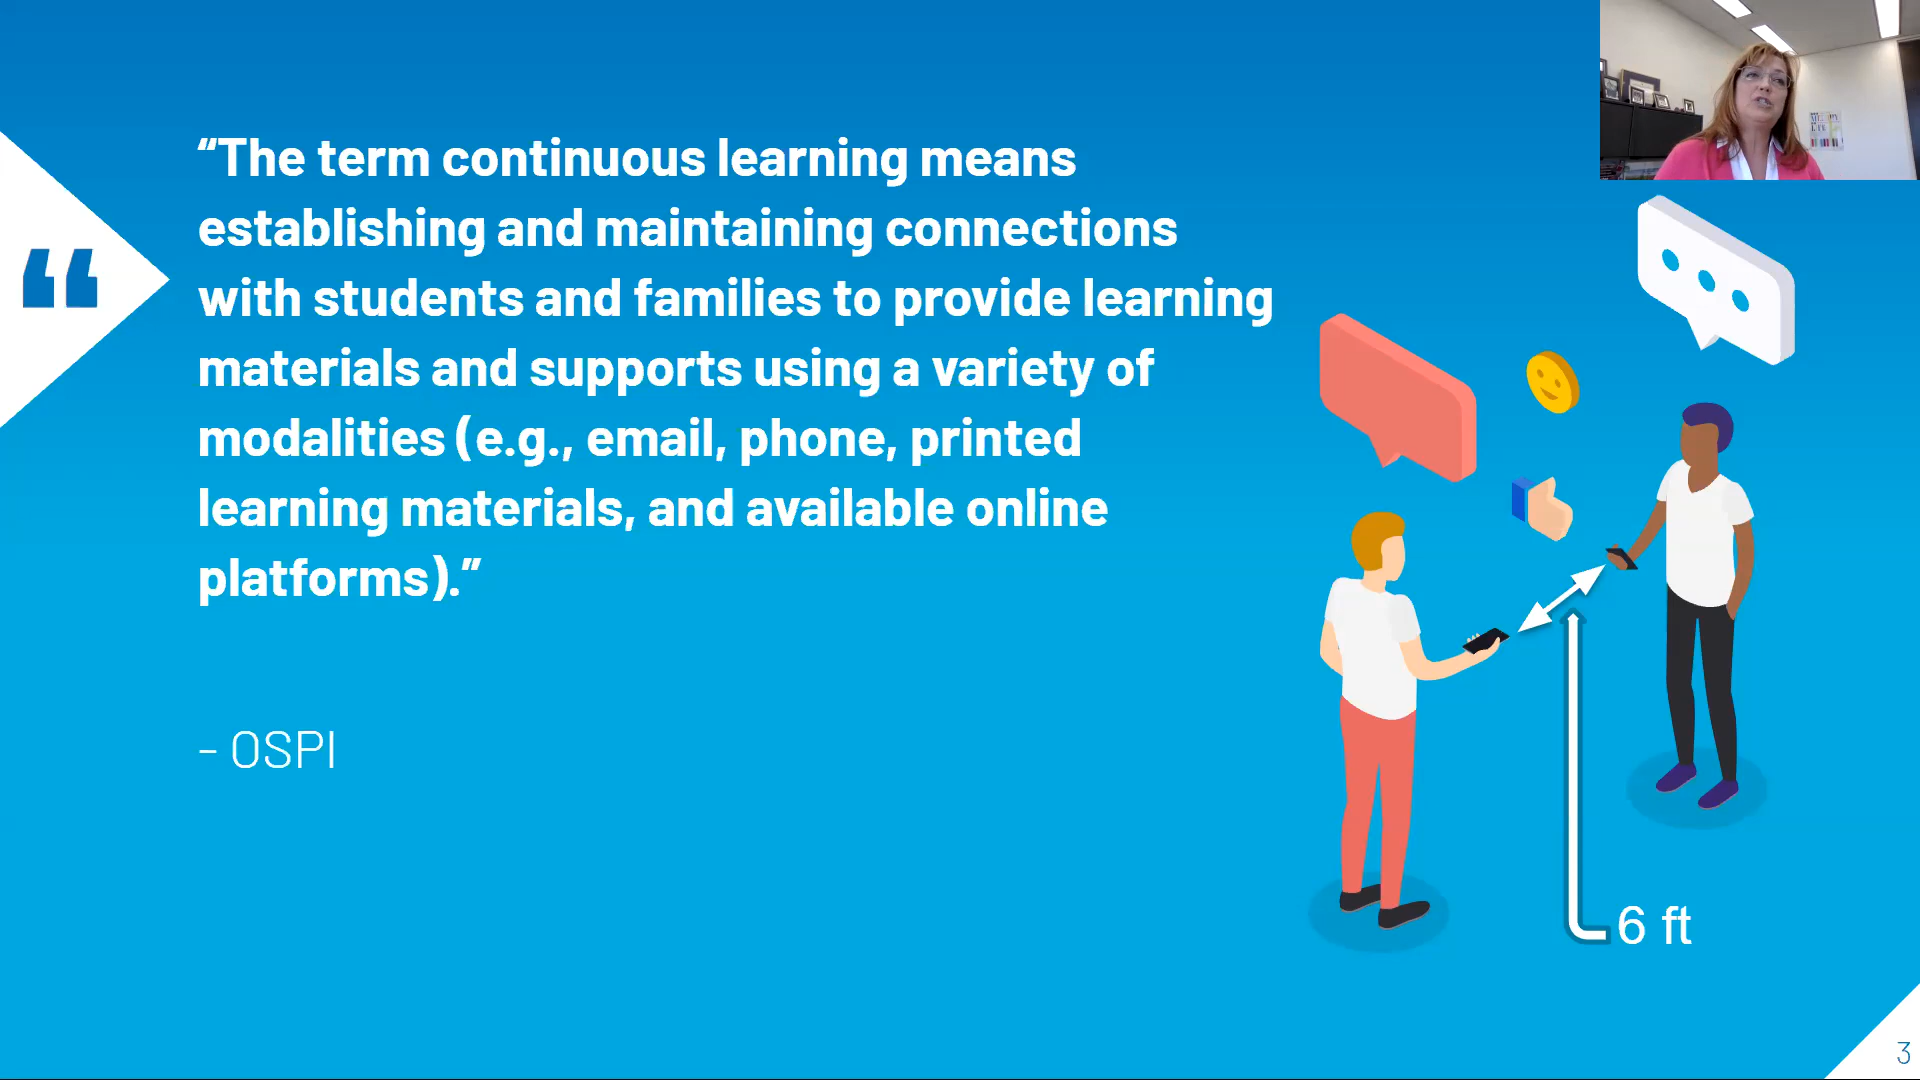 “The term continuous learning means
establishing and maintaining connections
with students and families to provide learning
materials and supports using a variety of
modalities (e.g., email, phone, printed
learning materials, and available online
platforms).”
- OSPI
6 ft
3